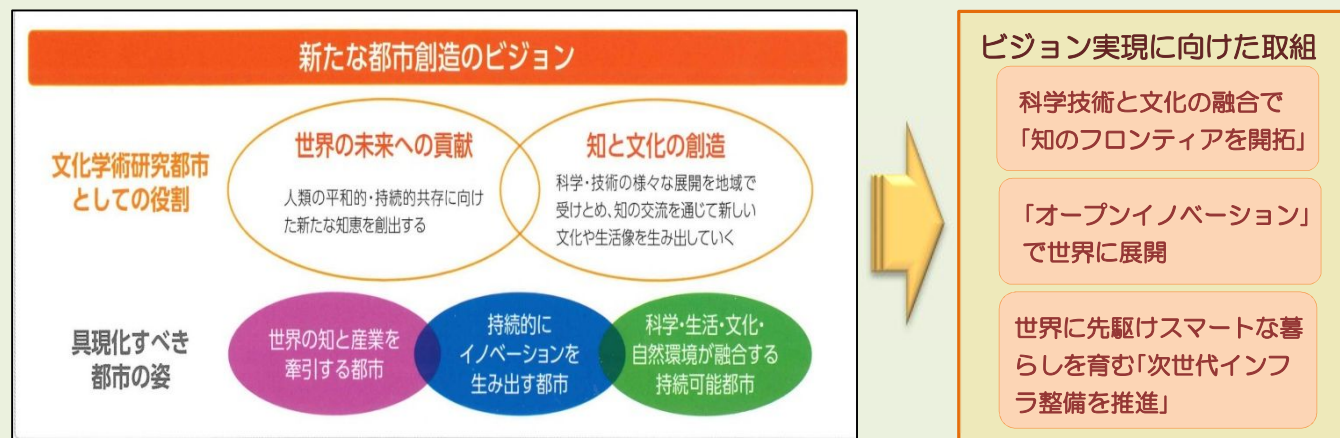 新たな都市創造のビジョン
文化学術研究都市
としての役割
世界の未来への貢献
人類の平和的・持続的共存に向け
た新たな知恵を創出する
知と文化の創造
科学・技術の様々な展開を地域で
受けとめ、知の交流を通じて新しい
文化や生活像を生み出していく
具現化すべき
都市の姿
世界の知と産業を
牽引する都市
持続的に
イノベーションを
生み出す都市
科学・生活・文化・
自然環境が融合する
持続可能都市
ビジョン実現に向けた取組
科学技術と文化の融合で
「知のフロンティアを開拓」
「オープンイノベーション」
で世界に展開
世界に先駆けスマートな暮
らしを育む「次世代インフ
ラ整備を推進」